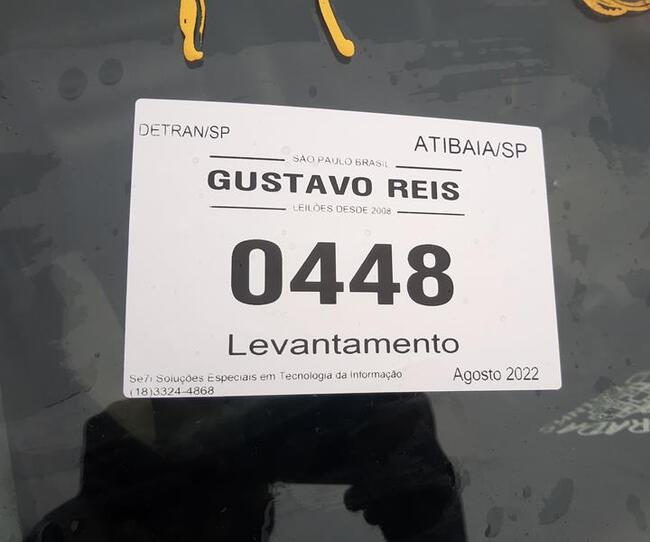 DETRAN/SP
ATIBAIA/SP
SÃO PAULO BRASIL
GUSTAVO REIS
LEILÕES DESDE 2008
0448
Levantamento
Se7i Soluções Especiais em Tecnologia da Informação
Agosto 2022
(18)3324-4868